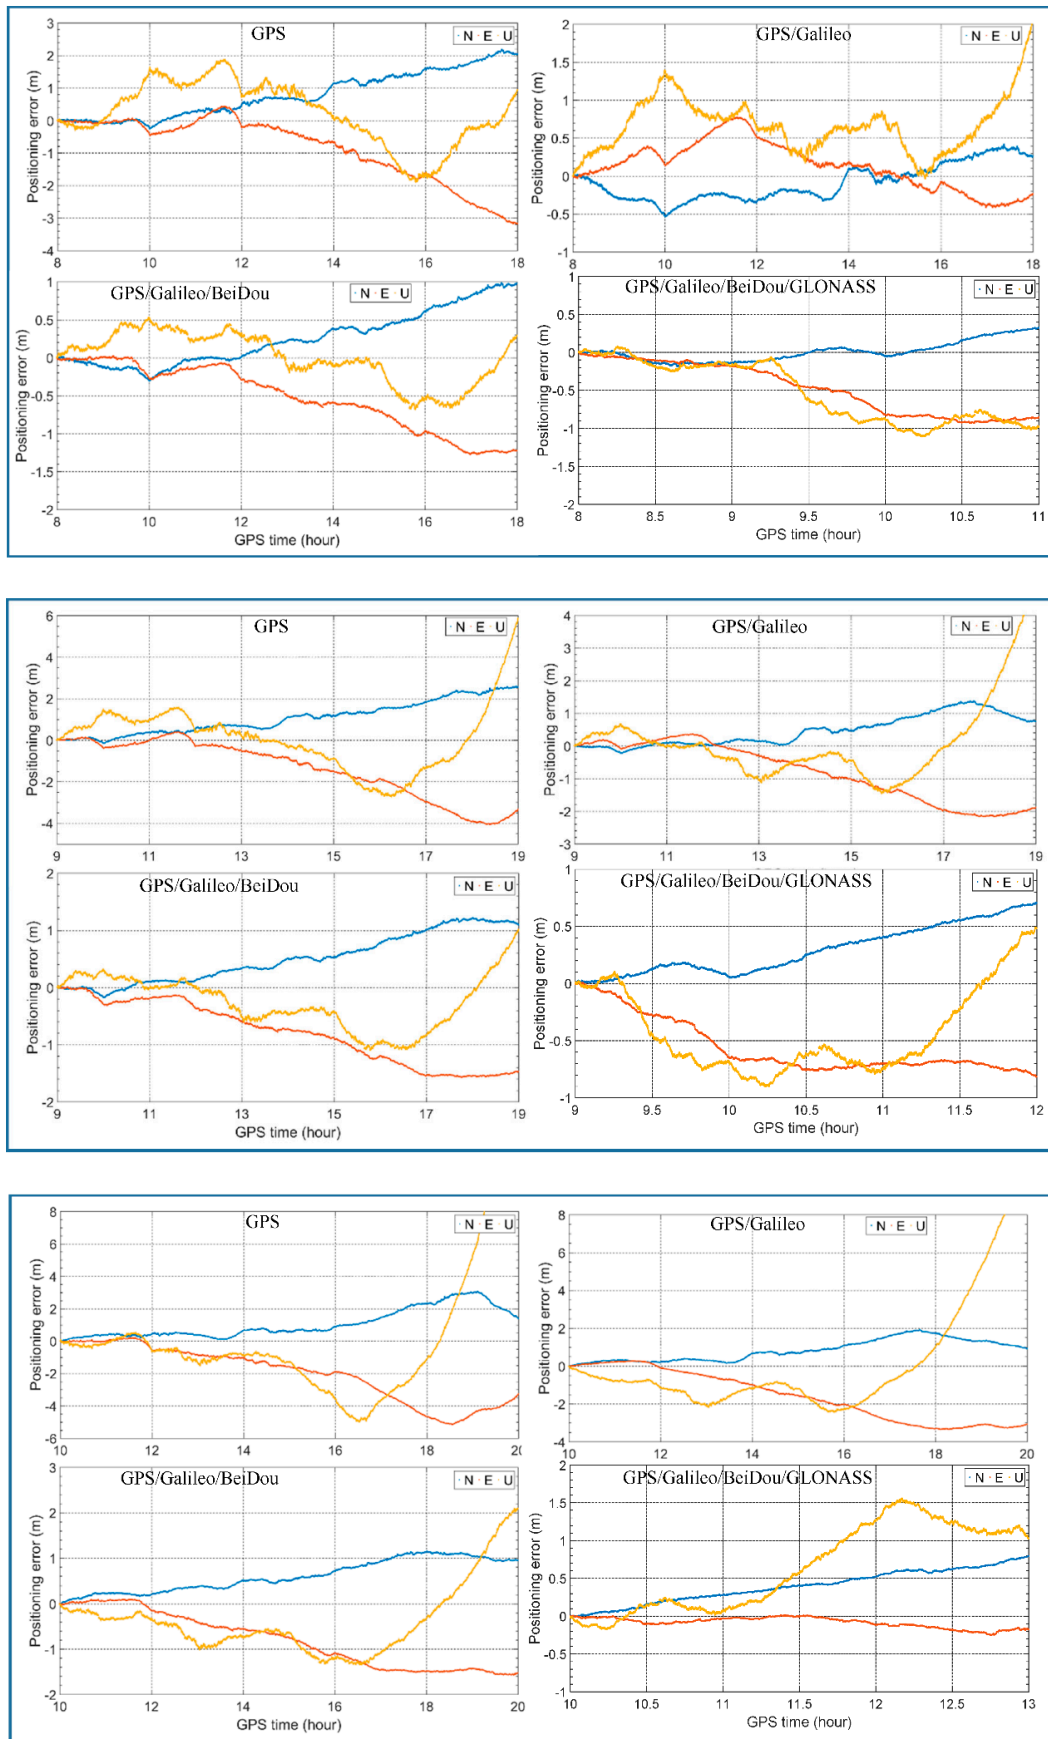 GPS
· N · E · U
Positioning error (m)
3
2
1
0
-1
-2
-3
-4
8 10 12 14 16 18
GPS/Galileo
· N · E · U
Positioning error (m)
2
1.5
1
0.5
0
-0.5
-1
8 10 12 14 16 18
GPS/Galileo/BeiDou
· N · E · U
Positioning error (m)
1
0.5
0
-0.5
-1
-1.5
-2
8 10 12 14 16 18
GPS time (hour)
GPS/Galileo/BeiDou/GLONASS
· N · E · U
Positioning error (m)
1
0.5
0
-0.5
-1
-1.5
-2
8 8.5 9 9.5 10 10.5 11
GPS time (hour)
GPS
· N · E · U
Positioning error (m)
6
4
2
0
-2
-4
9 11 13 15 17 19
GPS/Galileo
· N · E · U
Positioning error (m)
4
3
2
1
0
-1
-2
-3
9 11 13 15 17 19
GPS/Galileo/BeiDou
· N · E · U
Positioning error (m)
2
1
0
-1
-2
9 11 13 15 17 19
GPS time (hour)
GPS/Galileo/BeiDou/GLONASS
· N · E · U
Positioning error (m)
1
0.5
0
-0.5
-1
9 9.5 10 10.5 11 11.5 12
GPS time (hour)
GPS
· N · E · U
Positioning error (m)
8
6
4
2
0
-2
-4
-6
10 12 14 16 18 20
GPS/Galileo
· N · E · U
Positioning error (m)
8
6
4
2
0
-2
-4
10 12 14 16 18 20
GPS/Galileo/BeiDou
· N · E · U
Positioning error (m)
3
2
1
0
-1
-2
10 12 14 16 18 20
GPS time (hour)
GPS/Galileo/BeiDou/GLONASS
· N · E · U
Positioning error (m)
2
1.5
1
0.5
0
-0.5
-1
10 10.5 11 11.5 12 12.5 13
GPS time (hour)